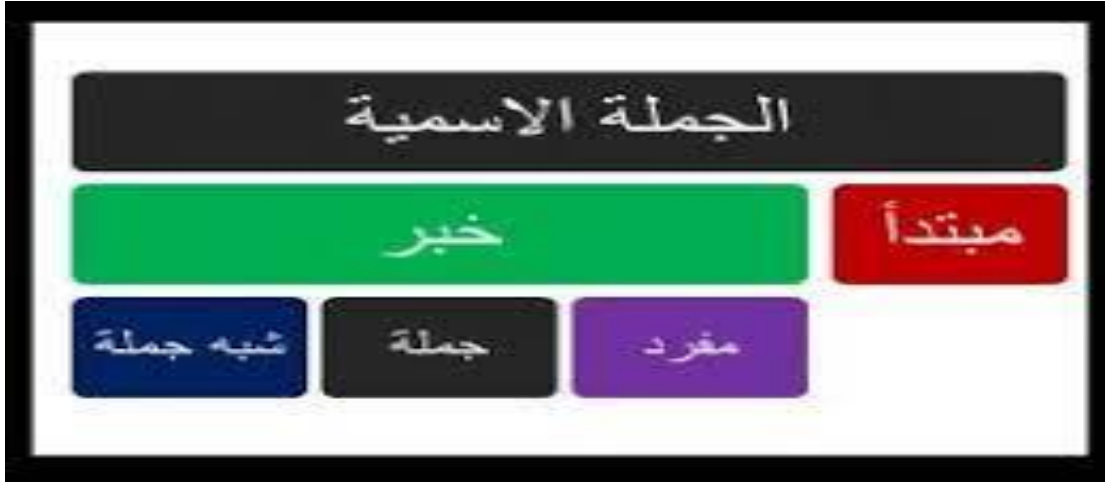 الجملة الاسمية
مبتدأ خبر
مفرد جملة شبه جملة